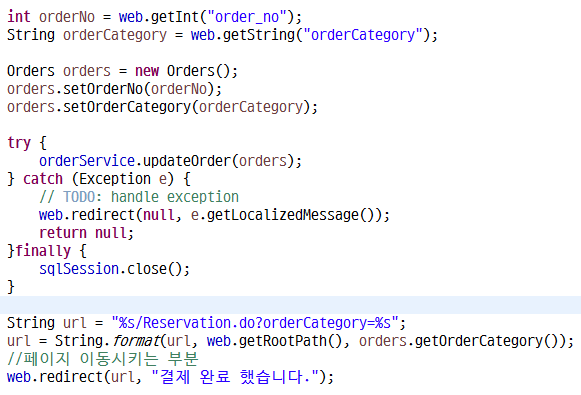 int orderNo = web.getInt("order_no");
String orderCategory = web.getString("orderCategory");
Orders orders = new Orders();
orders.setOrderNo(orderNo);
orders.setOrderCategory(orderCategory);
try {
orderService.updateOrder(orders);
} catch (Exception e) {
// TODO: handle exception
web.redirect(null, e.getLocalizedMessage());
return null;
}finally {
sqlSession.close();
}
String url = "%s/Reservation.do?orderCategory=%s";
url = String.format(url, web.getRootPath(), orders.getOrderCategory());
//페이지 이동시키는 부분
web.redirect(url, "결제 완료 했습니다.");